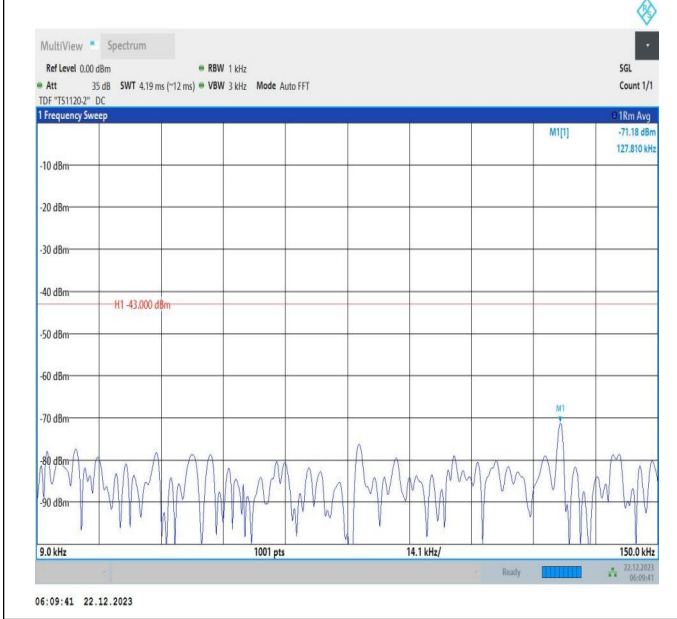 R S
MultiView Spectrum
Ref Level 0.00 dBm RBW 1 kHz SGL
Att 35 dB SWT 4.19 ms (~12 ms) VBW 3 kHz Mode Auto FFT Count 1/1
TDF "TS1120-2" DC
1 Frequency Sweep 1Rm Avg
M1[1] -71.18 dBm
127.810 kHz
-10 dBm
-20 dBm
-30 dBm
-40 dBm
H1 -43.000 dBm
-50 dBm
-60 dBm
M1
-70 dBm
-80 dBm
-90 dBm
9.0 kHz 1001 pts 14.1 kHz/ 150.0 kHz
Ready 22.12.2023
06:09:41
06:09:41 22.12.2023